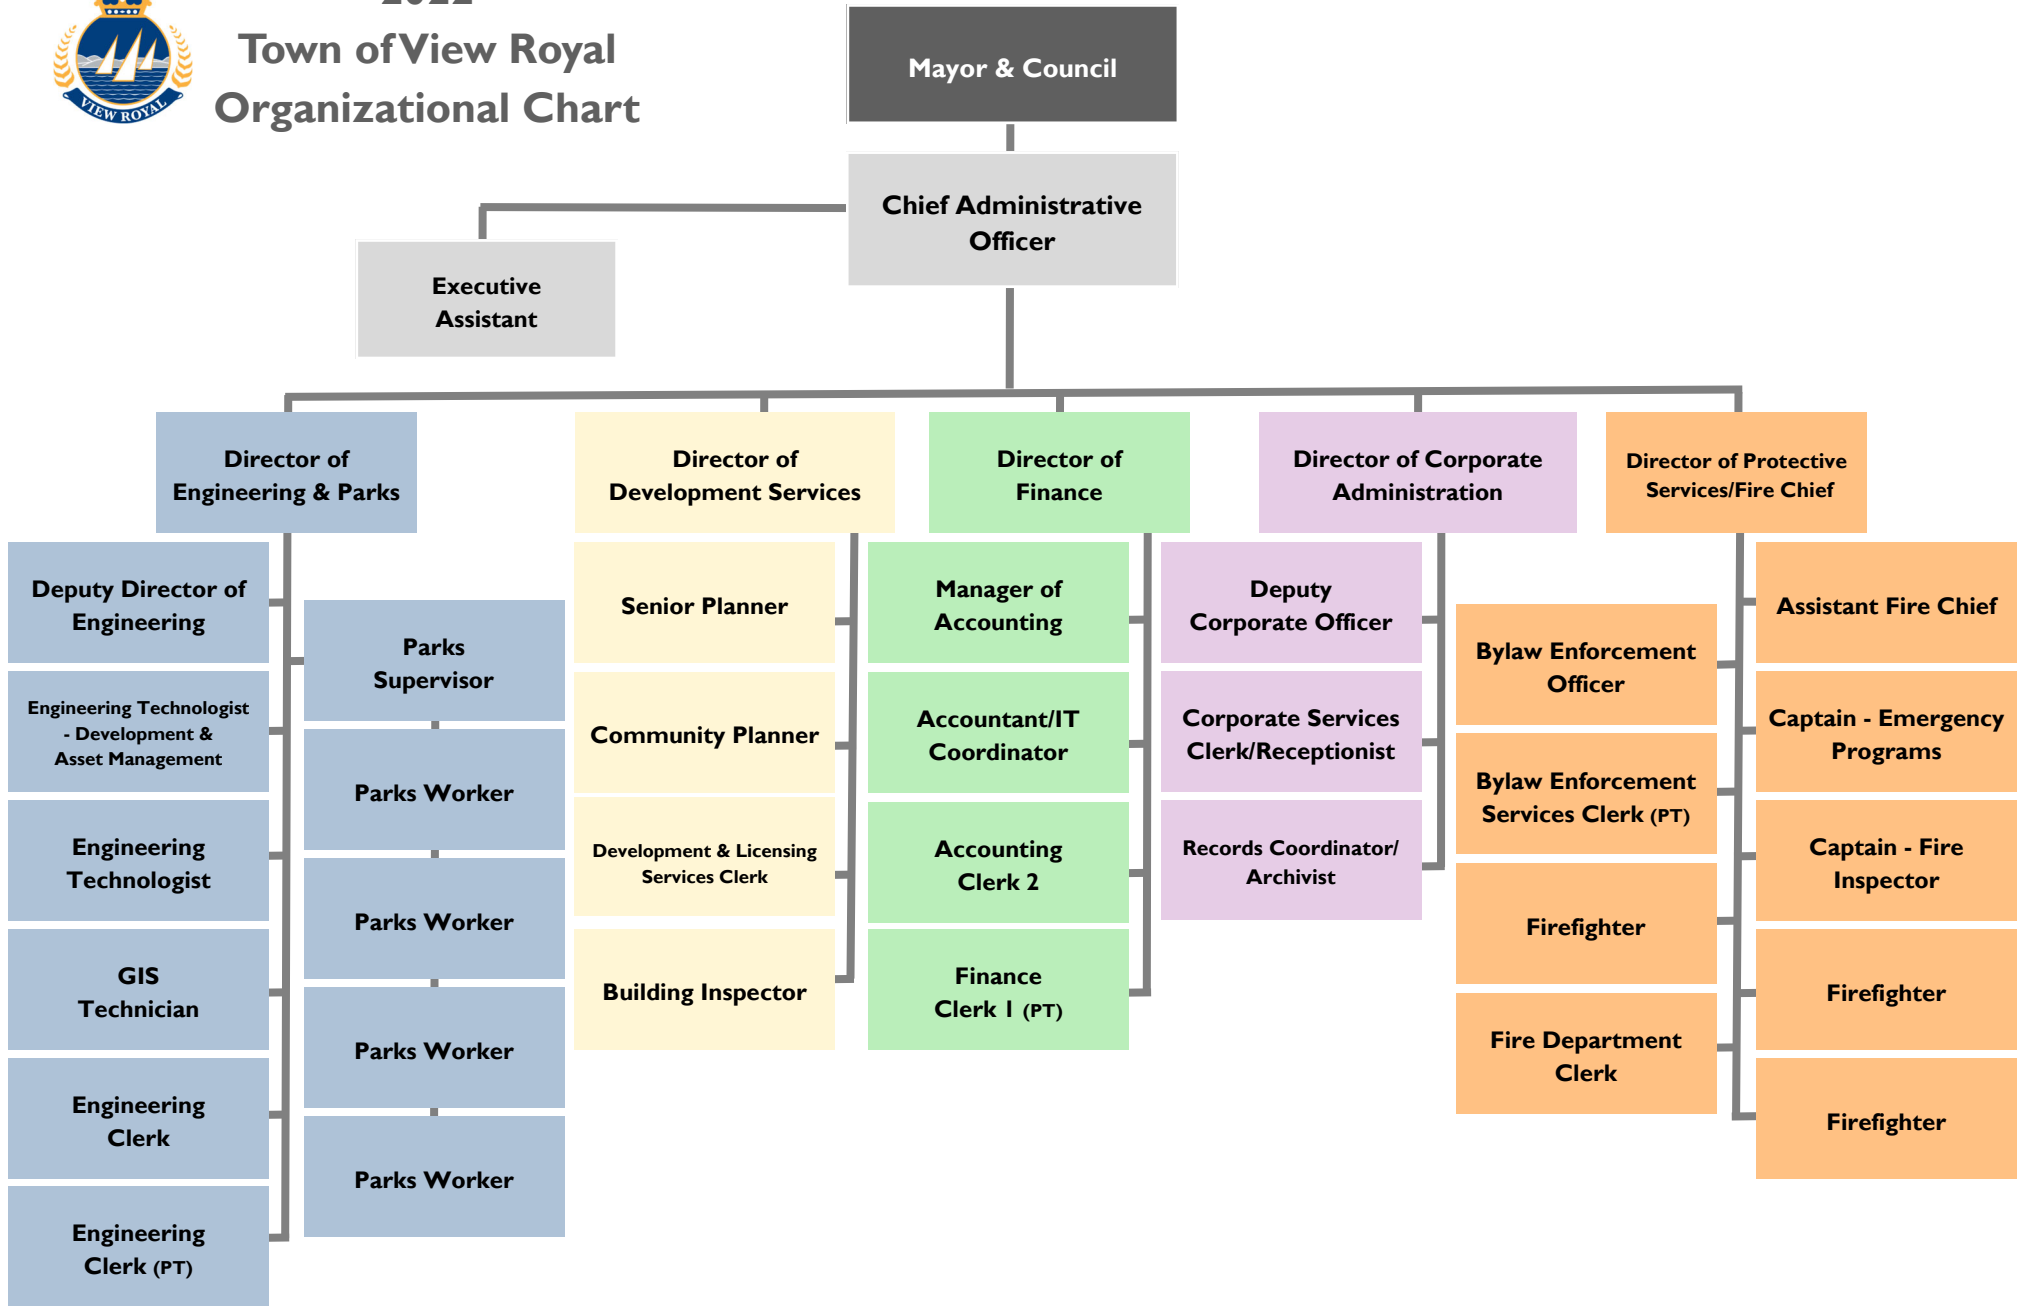 2022
Town of View Royal
Organizational Chart
VIEW ROYAL
Mayor & Council
Chief Administrative
Officer
Executive
Assistant
Director of
Engineering & Parks
Deputy Director of
Engineering
Engineering Technologist
- Development &
Asset Management
Engineering
Technologist
GIS
Technician
Engineering
Clerk
Engineering
Clerk (PT)
Parks
Supervisor
Parks Worker
Parks Worker
Parks Worker
Parks Worker
Director of
Development Services
Senior Planner
Community Planner
Development & Licensing
Services Clerk
Building Inspector
Director of
Finance
Manager of
Accounting
Accountant/IT
Coordinator
Accounting
Clerk 2
Finance
Clerk 1 (PT)
Director of Corporate
Administration
Deputy
Corporate Officer
Corporate Services
Clerk/Receptionist
Records Coordinator/
Archivist
Director of Protective
Services/Fire Chief
Bylaw Enforcement
Officer
Bylaw Enforcement
Services Clerk (PT)
Firefighter
Fire Department
Clerk
Assistant Fire Chief
Captain - Emergency
Programs
Captain - Fire
Inspector
Firefighter
Firefighter